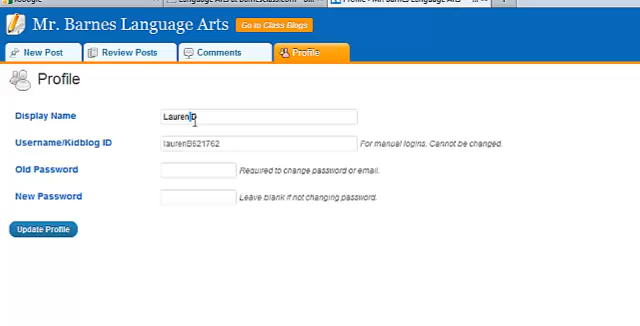 Google
Mr. Barnes Language Arts
Go to Class Blogs
New Post
Review Posts
Comments
Profile
Profile
Display Name
Username/Kidblog ID
For manual logins. Cannot be changed.
Old Password
Required to change password or email.
New Password
Leave blank if not changing password.
Update Profile